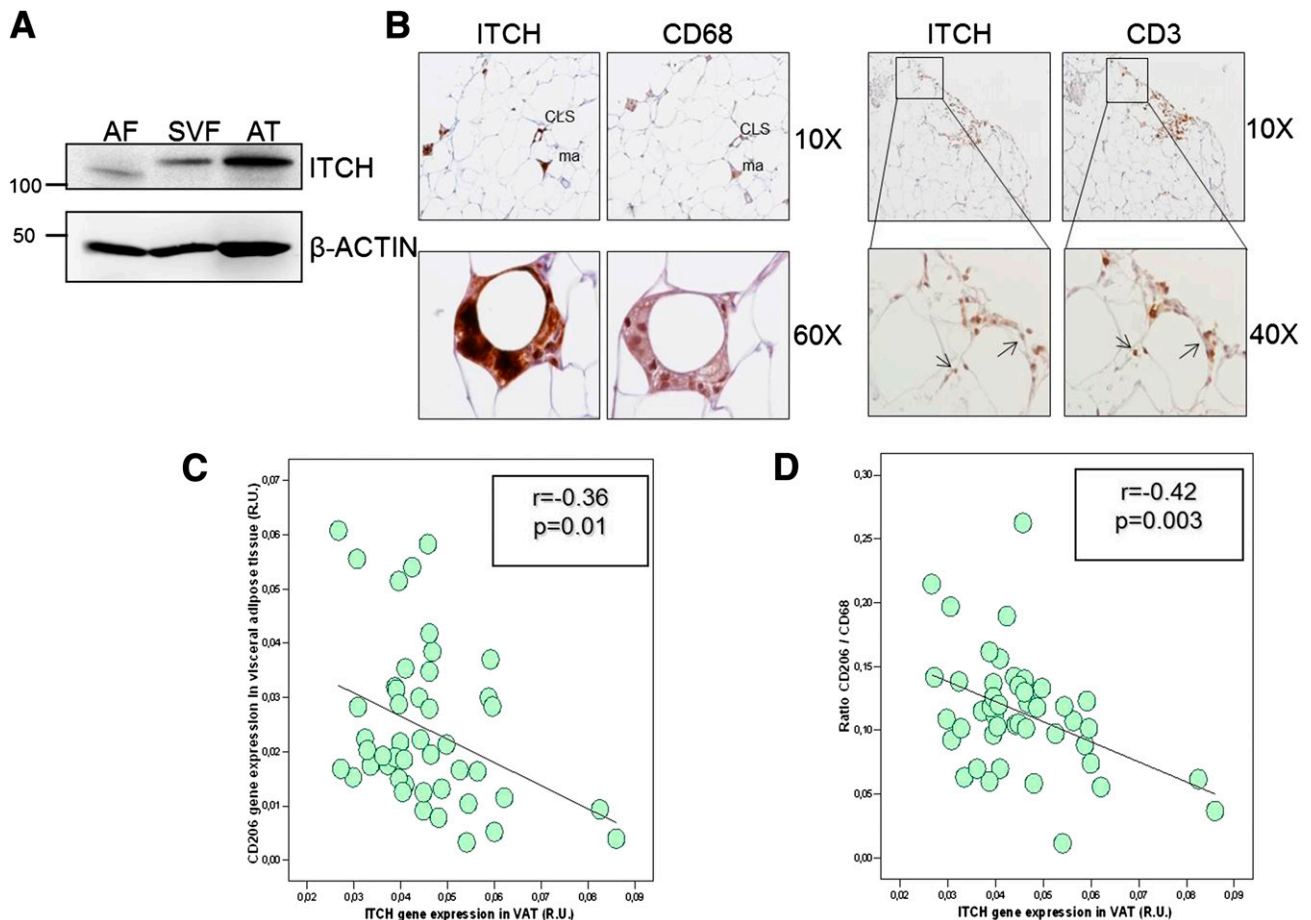 A
AF SVF AT
ITCH
100
50
β-ACTIN
B
ITCH CD68 ITCH CD3
CLS
ma
CLS
ma
10X
10X
60X
40X
C
CD206 gene expression in visceral adipose tissue (R.U.)
0,07
0,06
0,05
0,04
0,03
0,02
0,01
0,00
r=-0.36
p=0.01
0,02 0,03 0,04 0,05 0,06 0,07 0,08 0,09
ITCH gene expression in VAT (R.U.)
D
Ratio CD206 / CD68
0,30
0,25
0,20
0,15
0,10
0,05
0,00
r=-0.42
p=0.003
0,02 0,03 0,04 0,05 0,06 0,07 0,08 0,09
ITCH gene expression in VAT (R.U.)